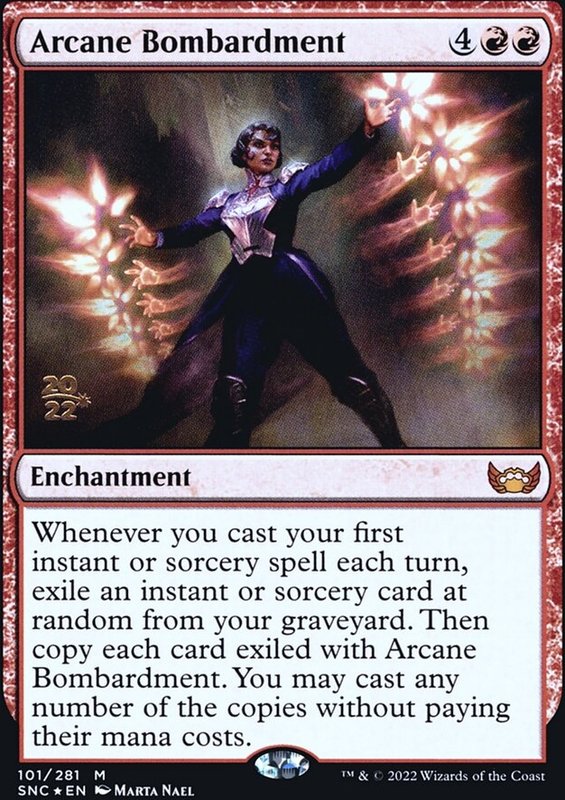 Arcane Bombardment 4
20
22
Enchantment
Whenever you cast your first
instant or sorcery spell each turn,
exile an instant or sorcery card at
random from your graveyard. Then
copy each card exiled with Arcane
Bombardment. You may cast any
number of the copies without paying
their mana costs.
101/281 M
SNC★EN MARTA NAEL
™ & © 2022 Wizards of the Coast